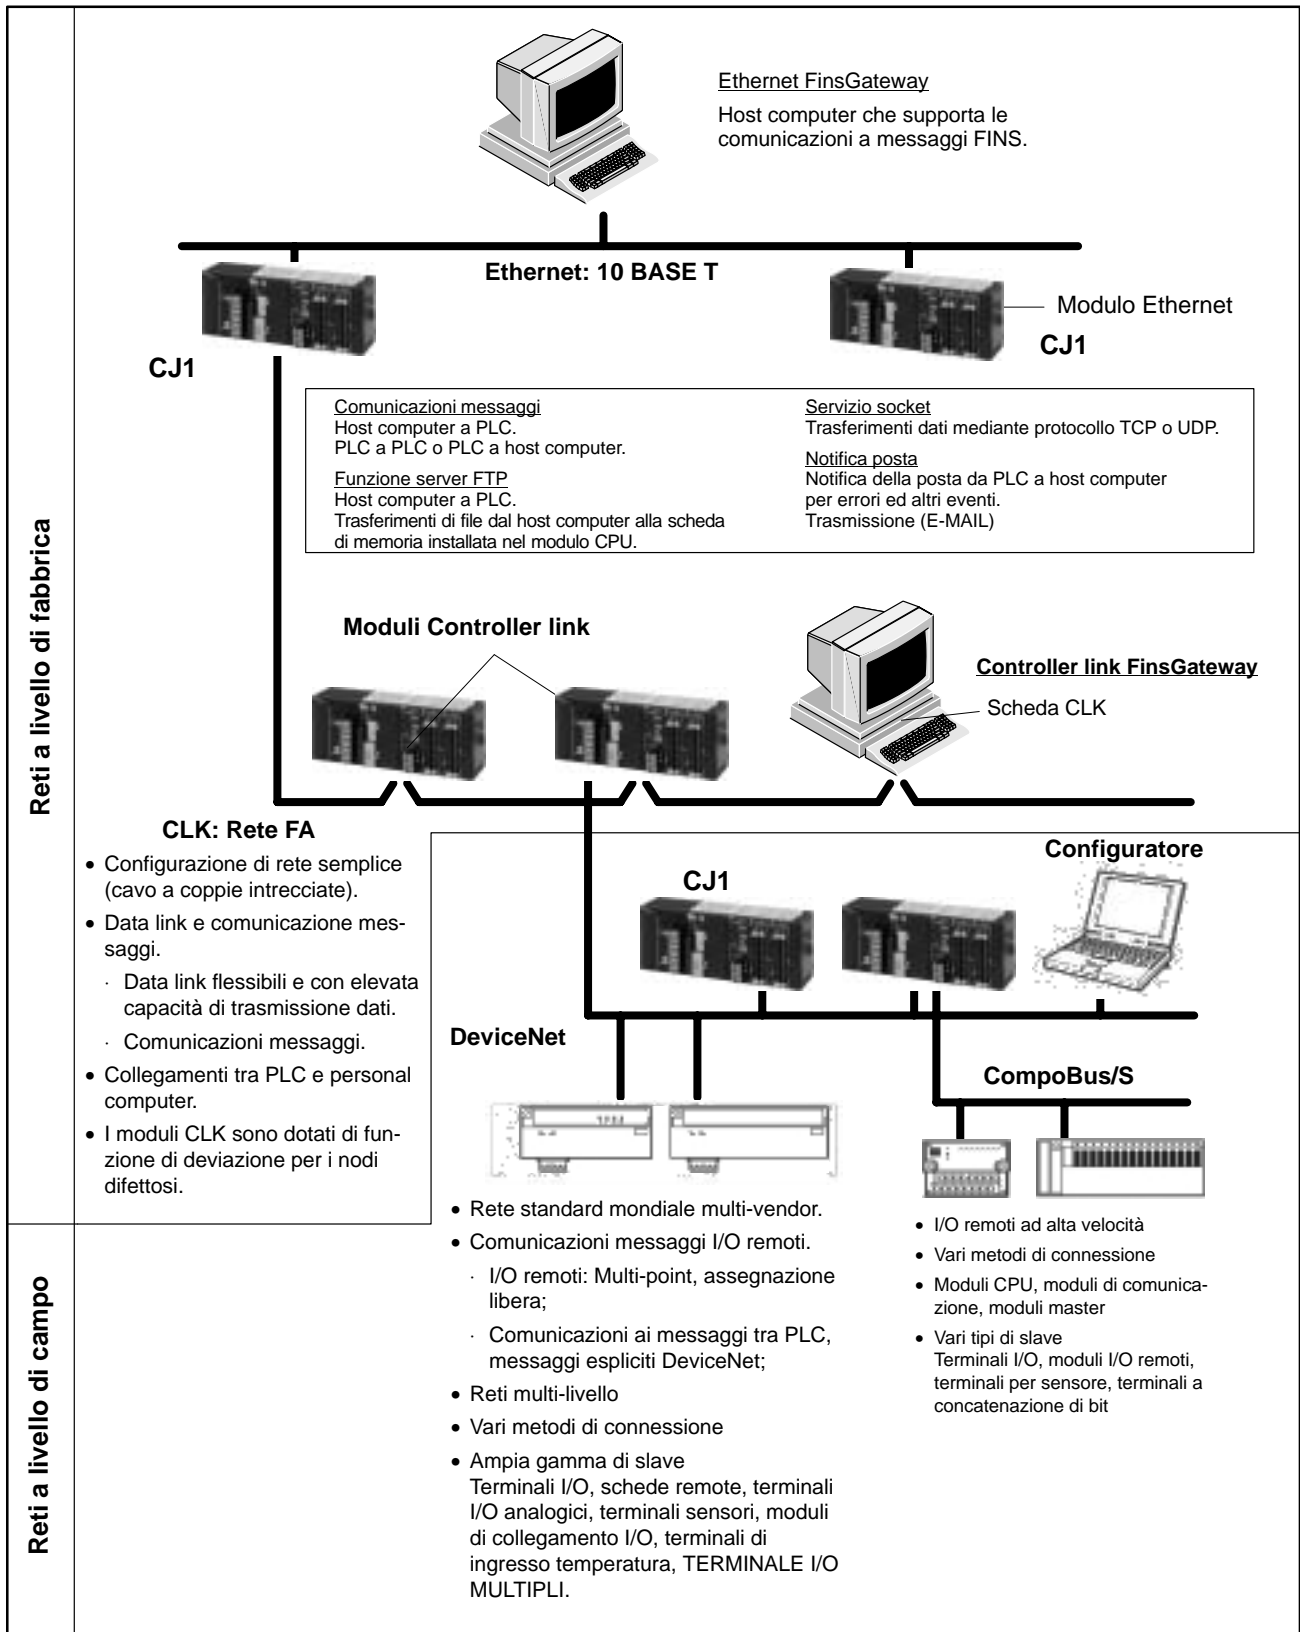 Ethernet FinsGateway
Host computer che supporta le
comunicazioni a messaggi FINS.
Ethernet: 10 BASE T
Modulo Ethernet
CJ1
CJ1
Comunicazioni messaggi
Host computer a PLC.
PLC a PLC o PLC a host computer.
Funzione server FTP
Host computer a PLC.
Trasferimenti di file dal host computer alla scheda
di memoria installata nel modulo CPU.
Servizio socket
Trasferimenti dati mediante protocollo TCP o UDP.
Notifica posta
Notifica della posta da PLC a host computer
per errori ed altri eventi.
Trasmissione (E-MAIL)
Reti a livello di fabbrica
Moduli Controller link
Controller link FinsGateway
Scheda CLK
CLK: Rete FA
• Configurazione di rete semplice
(cavo a coppie intrecciate).
• Data link e comunicazione mes-
saggi.
· Data link flessibili e con elevata
capacità di trasmissione dati.
· Comunicazioni messaggi.
• Collegamenti tra PLC e personal
computer.
• I moduli CLK sono dotati di fun-
zione di deviazione per i nodi
difettosi.
Configuratore
CJ1
DeviceNet
CompoBus/S
Reti a livello di campo
• Rete standard mondiale multi-vendor.
• Comunicazioni messaggi I/O remoti.
· I/O remoti: Multi-point, assegnazione
libera;
· Comunicazioni ai messaggi tra PLC,
messaggi espliciti DeviceNet;
• Reti multi-livello
• Vari metodi di connessione
• Ampia gamma di slave
Terminali I/O, schede remote, terminali
I/O analogici, terminali sensori, moduli
di collegamento I/O, terminali di
ingresso temperatura, TERMINALE I/O
MULTIPLI.
• I/O remoti ad alta velocità
• Vari metodi di connessione
• Moduli CPU, moduli di comunica-
zione, moduli master
• Vari tipi di slave
Terminali I/O, moduli I/O remoti,
terminali per sensore, terminali a
concatenazione di bit